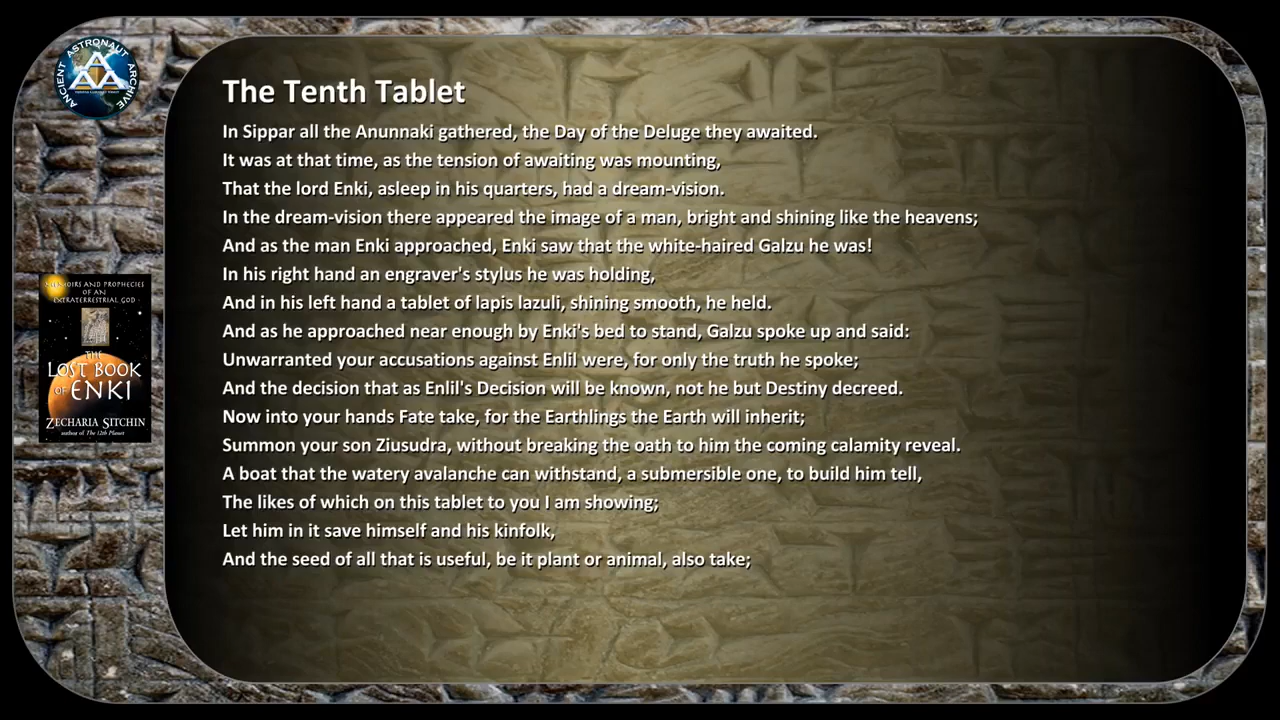 ANCIENT ASTRONAUT ARCHIVE
The Tenth Tablet
In Sippar all the Anunnaki gathered, the Day of the Deluge they awaited.
It was at that time, as the tension of awaiting was mounting,
That the lord Enki, asleep in his quarters, had a dream-vision.
In the dream-vision there appeared the image of a man, bright and shining like the heavens;
And as the man Enki approached, Enki saw that the white-haired Galzu he was!
In his right hand an engraver's stylus he was holding,
And in his left hand a tablet of lapis lazuli, shining smooth, he held.
And as he approached near enough by Enki's bed to stand, Galzu spoke up and said:
Unwarranted your accusations against Enlil were, for only the truth he spoke;
And the decision that as Enlil's Decision will be known, not he but Destiny decreed.
Now into your hands Fate take, for the Earthlings the Earth will inherit;
Summon your son Ziusudra, without breaking the oath to him the coming calamity reveal.
A boat that the watery avalanche can withstand, a submersible one, to build him tell,
The likes of which on this tablet to you I am showing;
Let him in it save himself and his kinfolk,
And the seed of all that is useful, be it plant or animal, also take;
MEMOIRS AND PROPHECIES
OF AN
EXTRATERRESTRIAL GOD
THE
LOST BOOK
OF ENKI
ZECHARIA SITCHIN
author of The 12th Planet